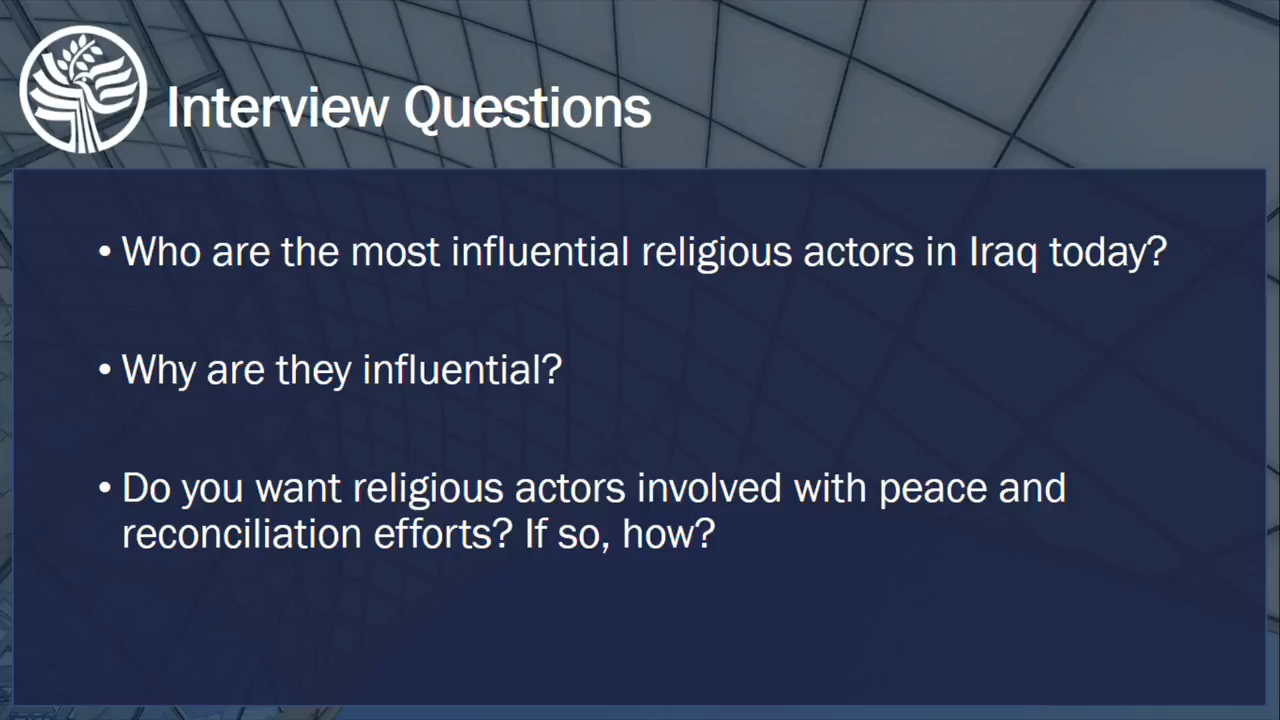 Interview Questions
• Who are the most influential religious actors in Iraq today?
• Why are they influential?
• Do you want religious actors involved with peace and
reconciliation efforts? If so, how?